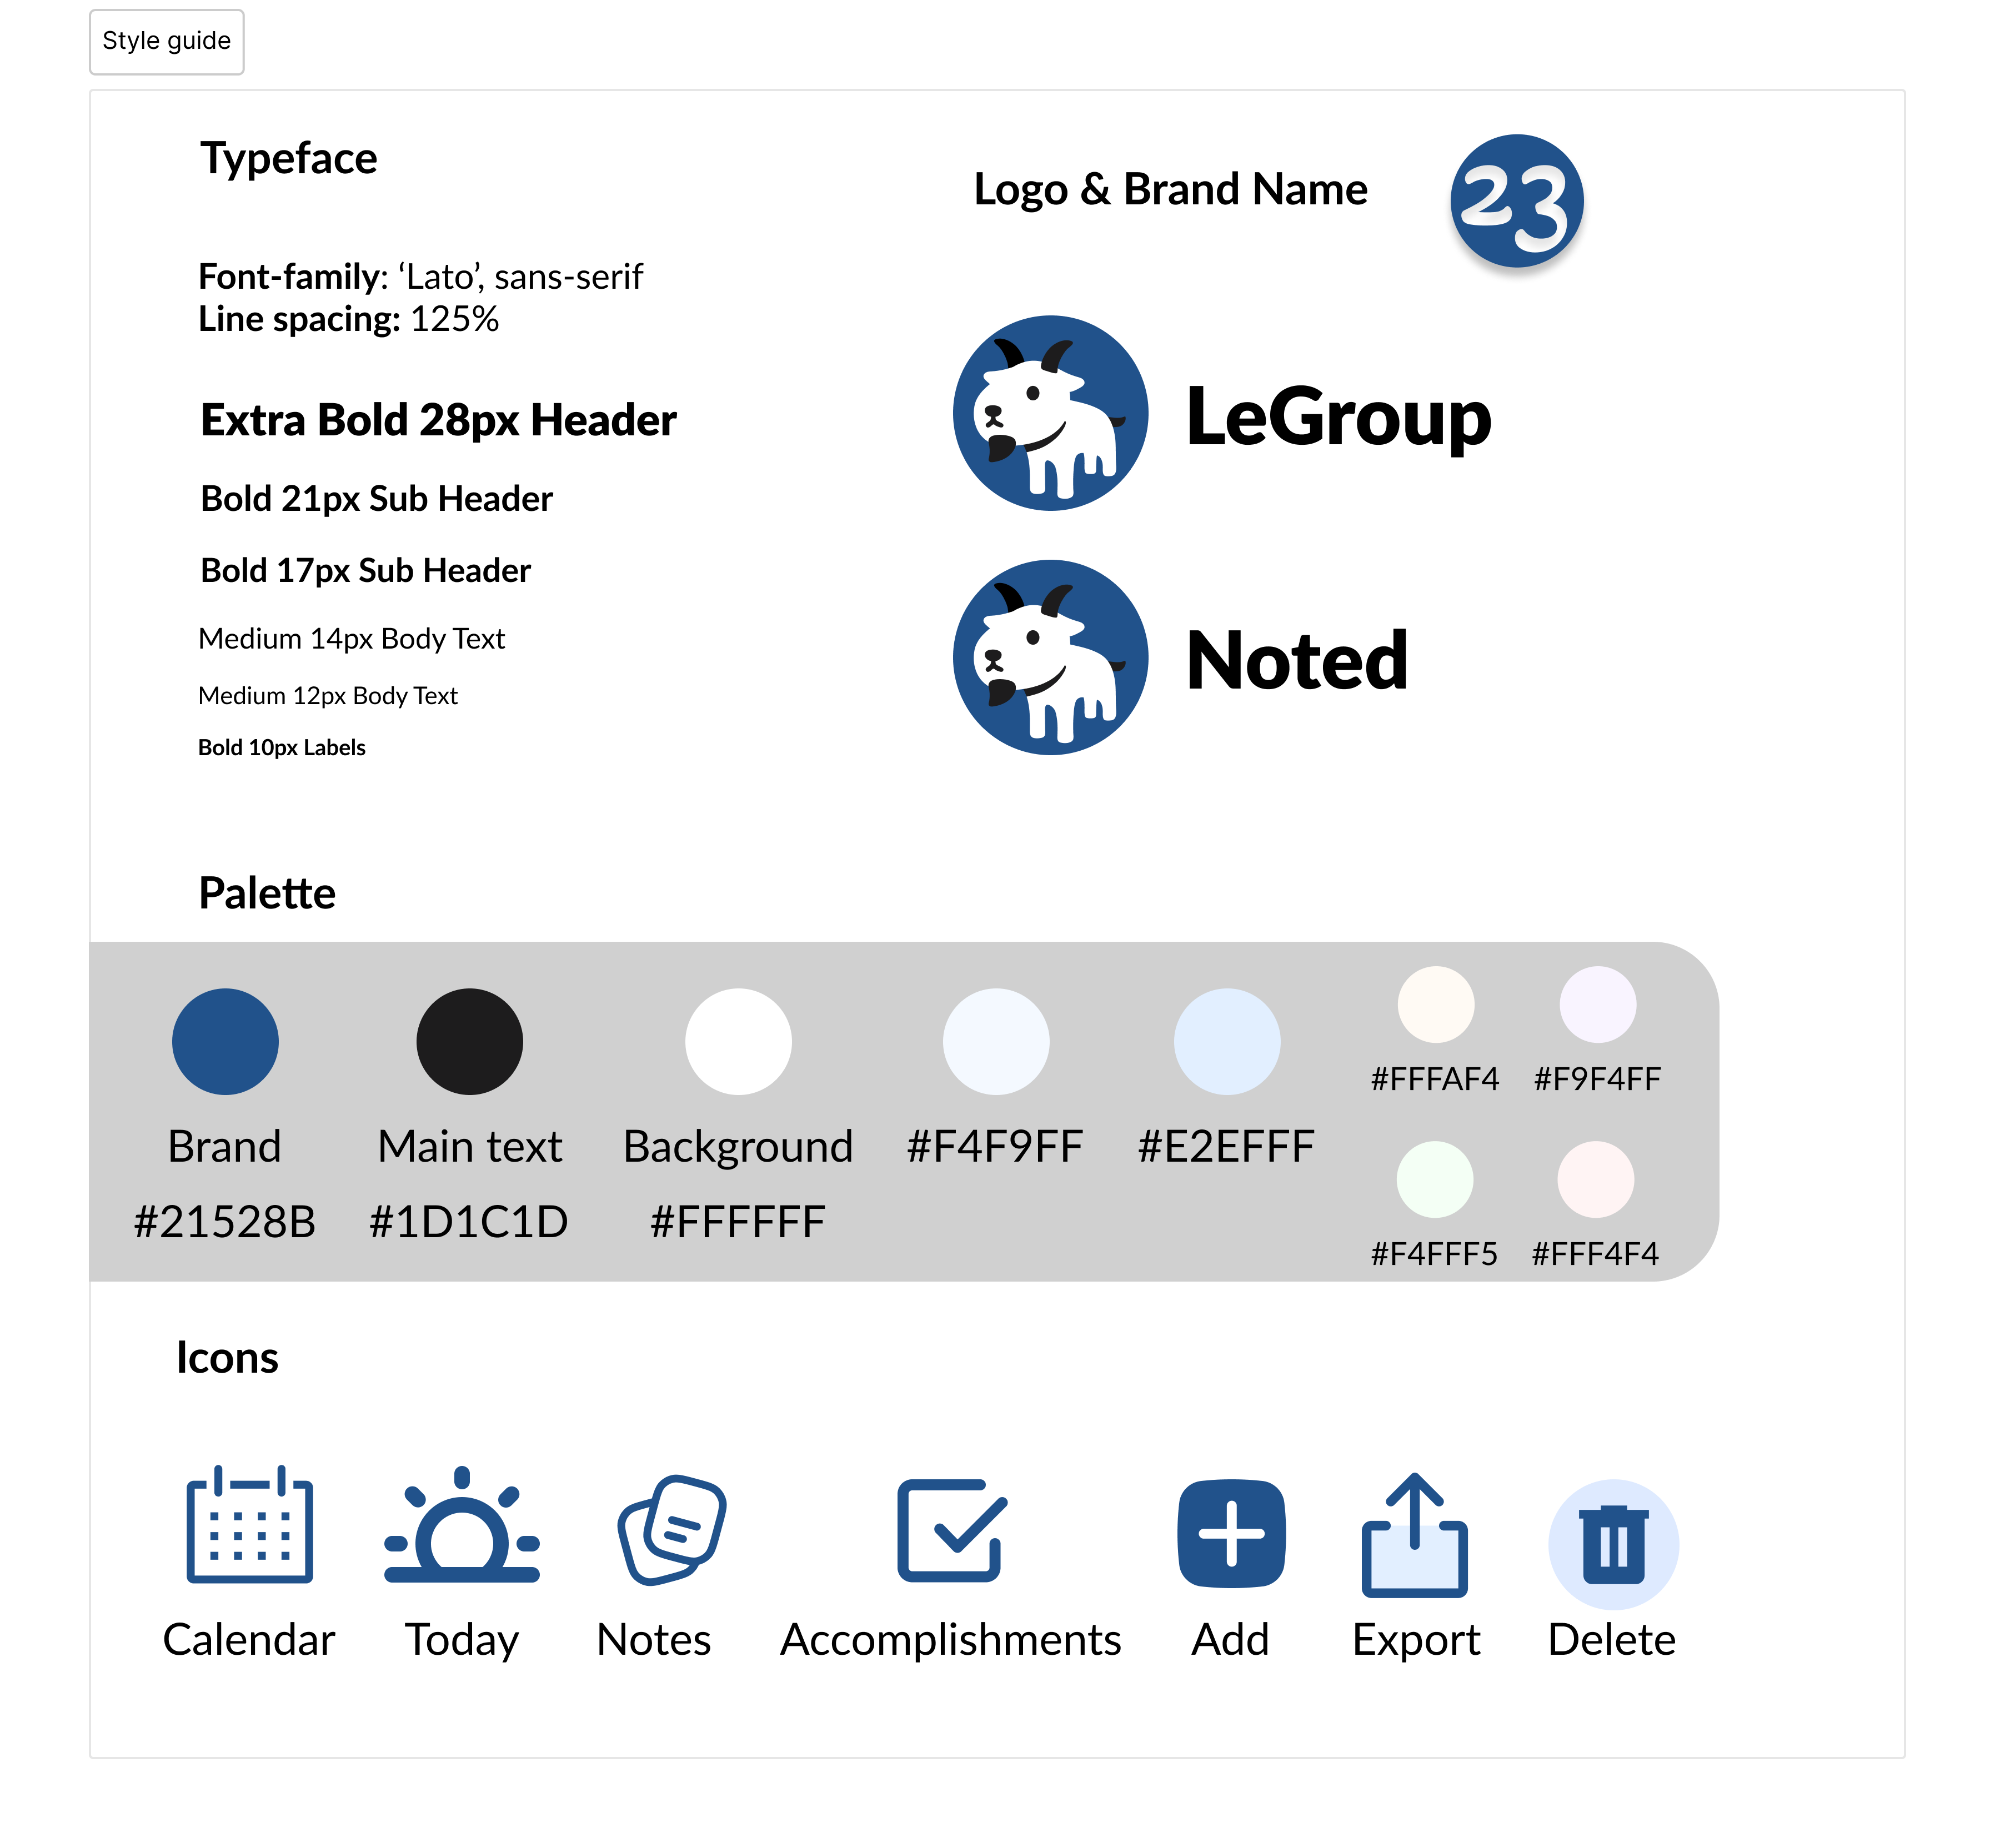 Style guide
Typeface
Font-family: ‘Lato’, sans-serif
Line spacing: 125%
Extra Bold 28px Header
Bold 21px Sub Header
Bold 17px Sub Header
Medium 14px Body Text
Medium 12px Body Text
Bold 10px Labels
Logo & Brand Name
23
LeGroup
Noted
Palette
Brand
#21528B
Main text
#1D1C1D
Background
#FFFFFF
#F4F9FF
#E2EFFF
#FFFAF4
#F9F4FF
#F4FFF5
#FFF4F4
Icons
Calendar
Today
Notes
Accomplishments
Add
Export
Delete